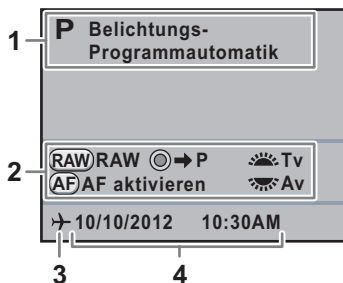 1
P Belichtungs-
Programmautomatik
2
RAW RAW ➔ P Tv
AF AF aktivieren Av
10/10/2012 10:30AM
3 4